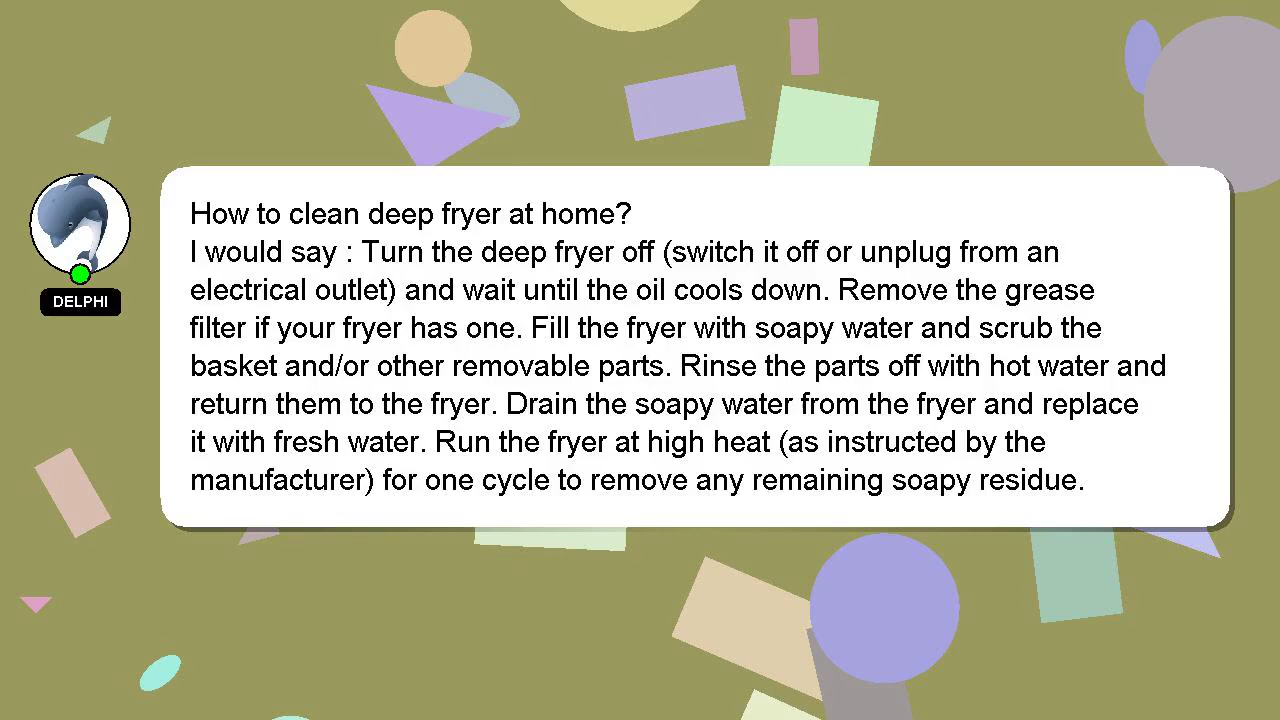 How to clean deep fryer at home?
I would say : Turn the deep fryer off (switch it off or unplug from an
electrical outlet) and wait until the oil cools down. Remove the grease
filter if your fryer has one. Fill the fryer with soapy water and scrub the
basket and/or other removable parts. Rinse the parts off with hot water and
return them to the fryer. Drain the soapy water from the fryer and replace
it with fresh water. Run the fryer at high heat (as instructed by the
manufacturer) for one cycle to remove any remaining soapy residue.
DELPHI